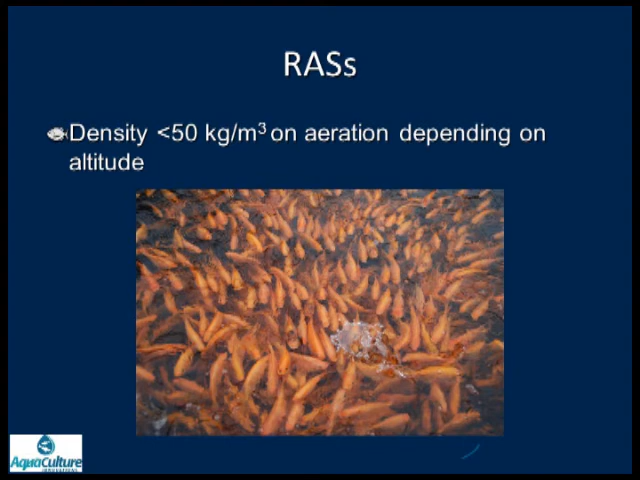 RASs
Density <50 kg/m³ on aeration depending on
altitude
AquaCulture